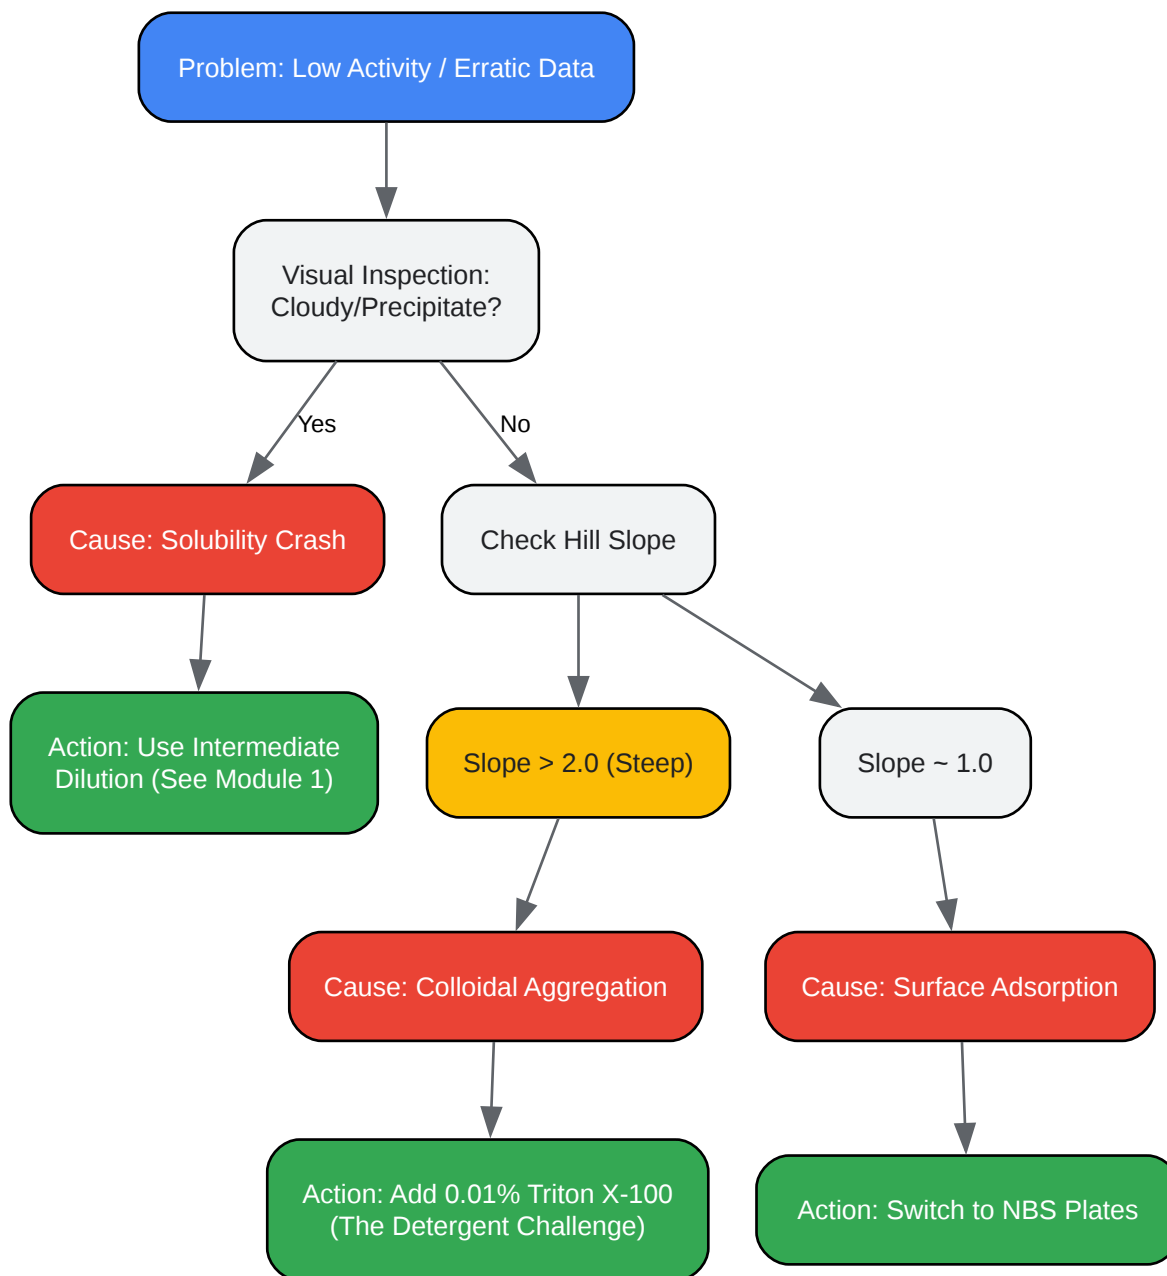 Problem: Low Activity / Erratic Data
Visual Inspection:
Cloudy/Precipitate?
Yes
No
Cause: Solubility Crash
Check Hill Slope
Action: Use Intermediate
Dilution (See Module 1)
Slope > 2.0 (Steep)
Slope ~ 1.0
Cause: Colloidal Aggregation
Cause: Surface Adsorption
Action: Add 0.01% Triton X-100
(The Detergent Challenge)
Action: Switch to NBS Plates